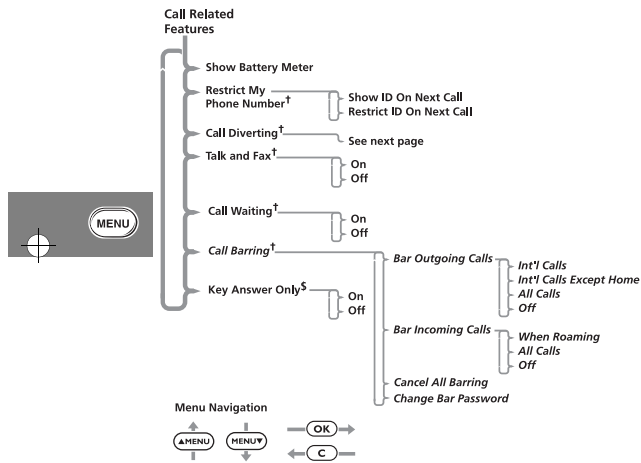 Call Related
Features
Show Battery Meter
Restrict My
Phone Number†
Show ID On Next Call
Restrict ID On Next Call
Call Diverting†
See next page
Talk and Fax†
On
Off
MENU
Call Waiting†
On
Off
Call Barring†
Bar Outgoing Calls
Int'l Calls
Int'l Calls Except Home
All Calls
Off
Key Answer Only$
On
Off
Bar Incoming Calls
When Roaming
All Calls
Off
Cancel All Barring
Change Bar Password
Menu Navigation
▲MENU
MENU▼
OK
C